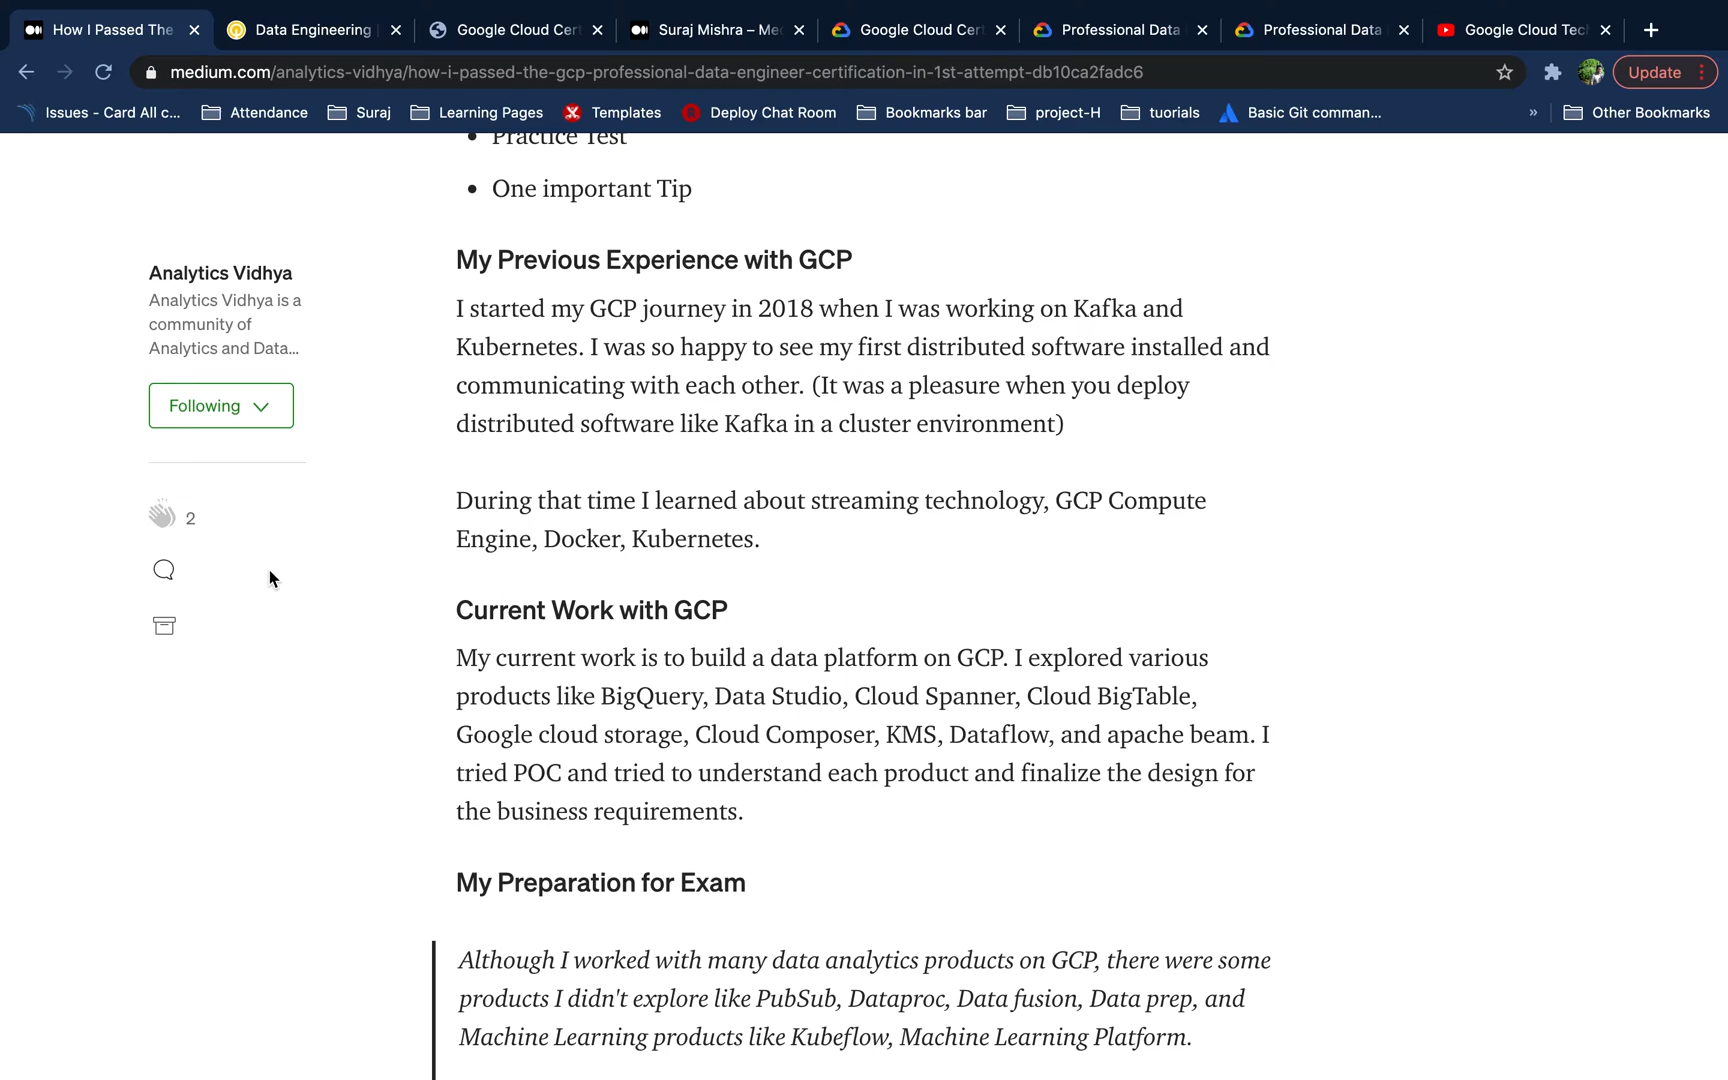 How I Passed The
Data Engineering
Google Cloud Cert
Suraj Mishra – Me
Google Cloud Cert
Professional Data
Professional Data
Google Cloud Tec
medium.com/analytics-vidhya/how-i-passed-the-gcp-professional-data-engineer-certification-in-1st-attempt-db10ca2fadc6
Update
Issues - Card All c...
Attendance
Suraj
Learning Pages
Templates
Deploy Chat Room
Bookmarks bar
project-H
tuorials
Basic Git comman...
»
Other Bookmarks
• Practice Test
• One important Tip
Analytics Vidhya
Analytics Vidhya is a
community of
Analytics and Data...
Following
2
My Previous Experience with GCP
I started my GCP journey in 2018 when I was working on Kafka and
Kubernetes. I was so happy to see my first distributed software installed and
communicating with each other. (It was a pleasure when you deploy
distributed software like Kafka in a cluster environment)
During that time I learned about streaming technology, GCP Compute
Engine, Docker, Kubernetes.
Current Work with GCP
My current work is to build a data platform on GCP. I explored various
products like BigQuery, Data Studio, Cloud Spanner, Cloud BigTable,
Google cloud storage, Cloud Composer, KMS, Dataflow, and apache beam. I
tried POC and tried to understand each product and finalize the design for
the business requirements.
My Preparation for Exam
Although I worked with many data analytics products on GCP, there were some
products I didn't explore like PubSub, Dataproc, Data fusion, Data prep, and
Machine Learning products like Kubeflow, Machine Learning Platform.